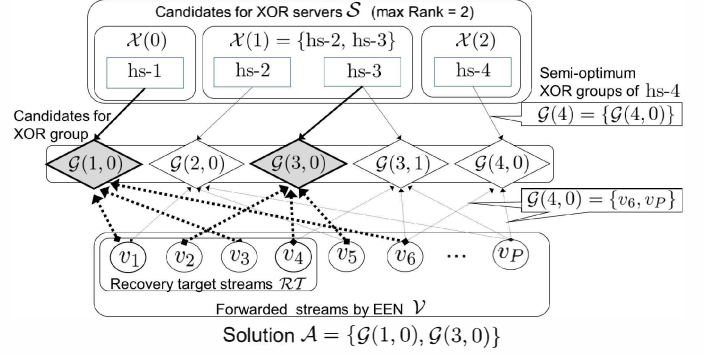 Candidates for XOR servers 𝒮 (max Rank = 2)
𝒳(0)
𝒳(1) = {hs-2, hs-3}
𝒳(2)
hs-1
hs-2
hs-3
hs-4
Semi-optimum
XOR groups of hs-4
𝒢(4) = {𝒢(4, 0)}
Candidates for
XOR group
𝒢(1, 0)
𝒢(2, 0)
𝒢(3, 0)
𝒢(3, 1)
𝒢(4, 0)
𝒢(4, 0) = {v₆, v_P}
v₁
v₂
v₃
v₄
v₅
v₆
...
v_P
Recovery target streams ℛ𝒯
Forwarded streams by EEN 𝒱
Solution 𝒜 = {𝒢(1, 0), 𝒢(3, 0)}